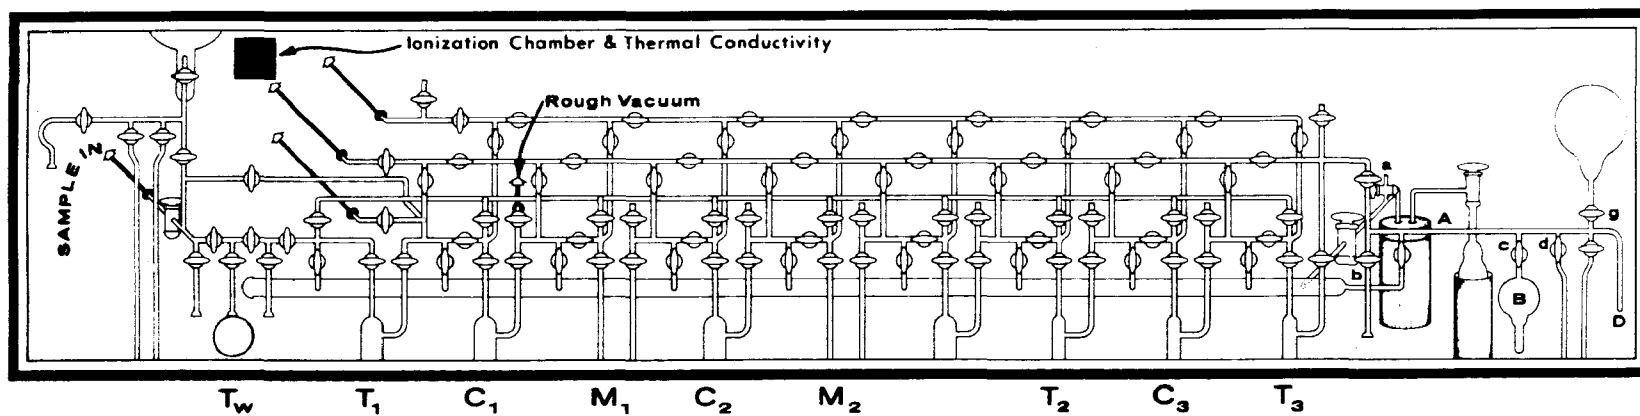 Ionization Chamber & Thermal Conductivity
Rough Vacuum
SAMPLE IN
a
A
g
c
d
b
B
D
Tw
T1
C1
M1
C2
M2
T2
C3
T3